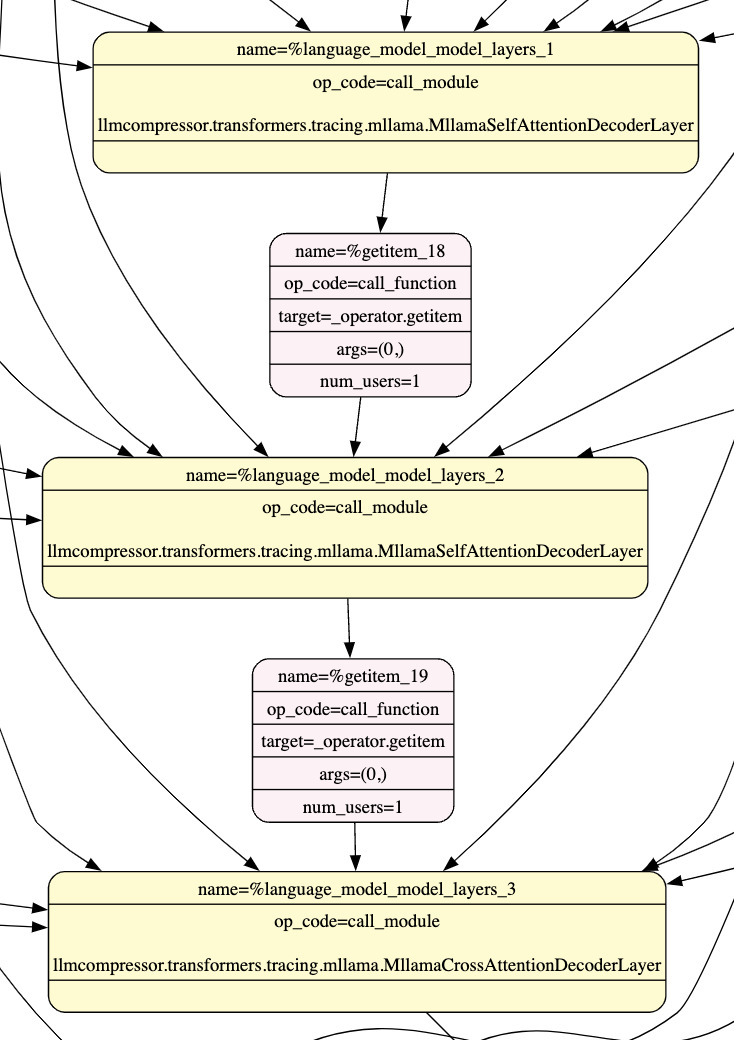 name=%language_model_model_layers_1
op_code=call_module
llmcompressor.transformers.tracing.mllama.MllamaSelfAttentionDecoderLayer
name=%getitem_18
op_code=call_function
target=_operator.getitem
args=(0,)
num_users=1
name=%language_model_model_layers_2
op_code=call_module
llmcompressor.transformers.tracing.mllama.MllamaSelfAttentionDecoderLayer
name=%getitem_19
op_code=call_function
target=_operator.getitem
args=(0,)
num_users=1
name=%language_model_model_layers_3
op_code=call_module
llmcompressor.transformers.tracing.mllama.MllamaCrossAttentionDecoderLayer